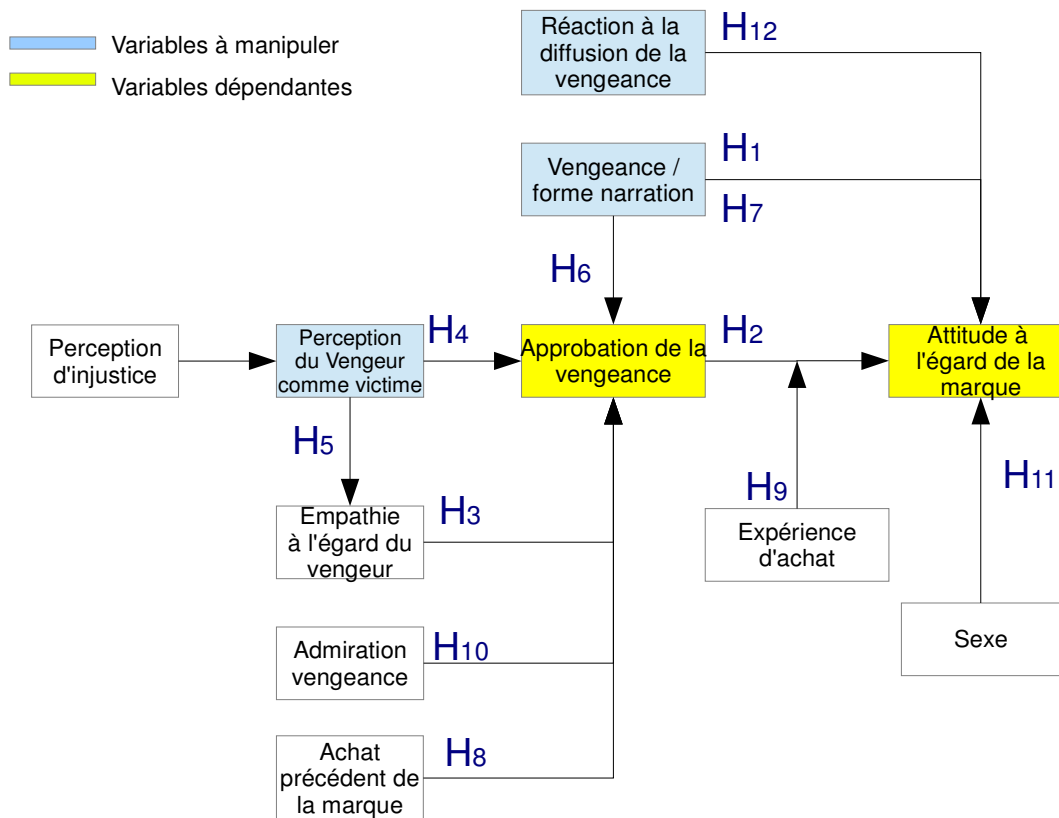 Variables à manipuler
Variables dépendantes
Réaction à la
diffusion de la
vengeance
H12
Vengeance /
forme narration
H1
H7
H6
Perception
d'injustice
Perception
du Vengeur
comme victime
H4
Approbation de la
vengeance
H2
Attitude à
l'égard de la
marque
H5
H9
H11
Empathie
à l'égard du
vengeur
H3
Expérience
d'achat
Admiration
vengeance
H10
Sexe
Achat
précédent de
la marque
H8